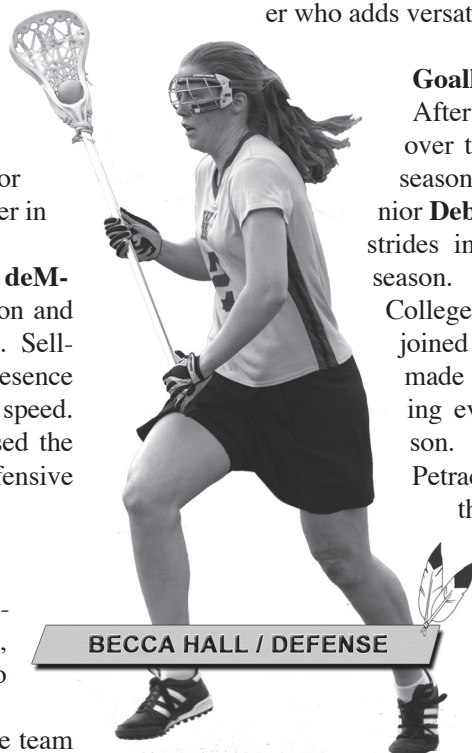 or
er in
deM-
on and
. Sell-
esence
speed.
sed the
fensive
-
,
o
e team
er who adds versat
Goal
After
over t
season
nior Deb
strides in
season.
College
joined
made
ing ev
son.
Petrac
th
BECCA HALL / DEFENSE